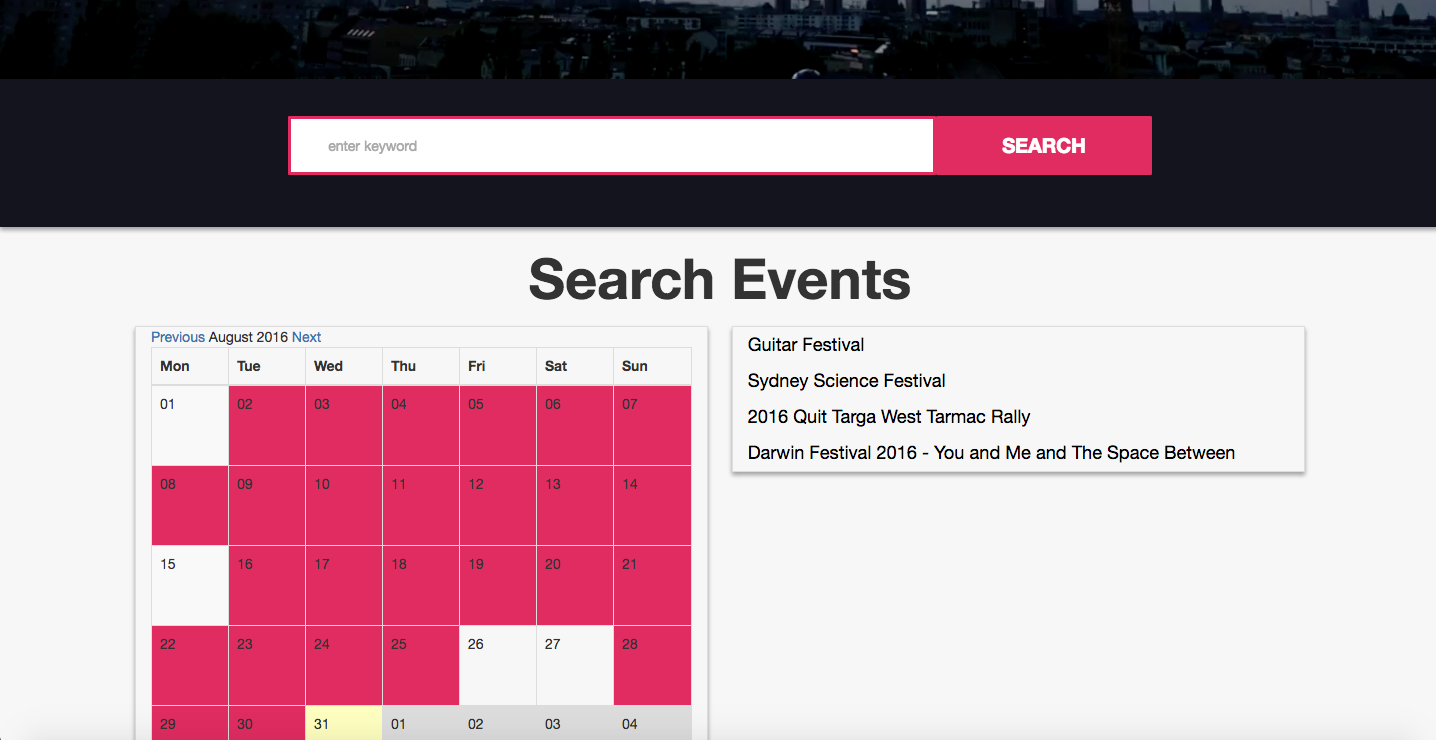 enter keyword
SEARCH
Search Events
Previous August 2016 Next
Mon Tue Wed Thu Fri Sat Sun
01 02 03 04 05 06 07
08 09 10 11 12 13 14
15 16 17 18 19 20 21
22 23 24 25 26 27 28
29 30 31 01 02 03 04
Guitar Festival
Sydney Science Festival
2016 Quit Targa West Tarmac Rally
Darwin Festival 2016 - You and Me and The Space Between